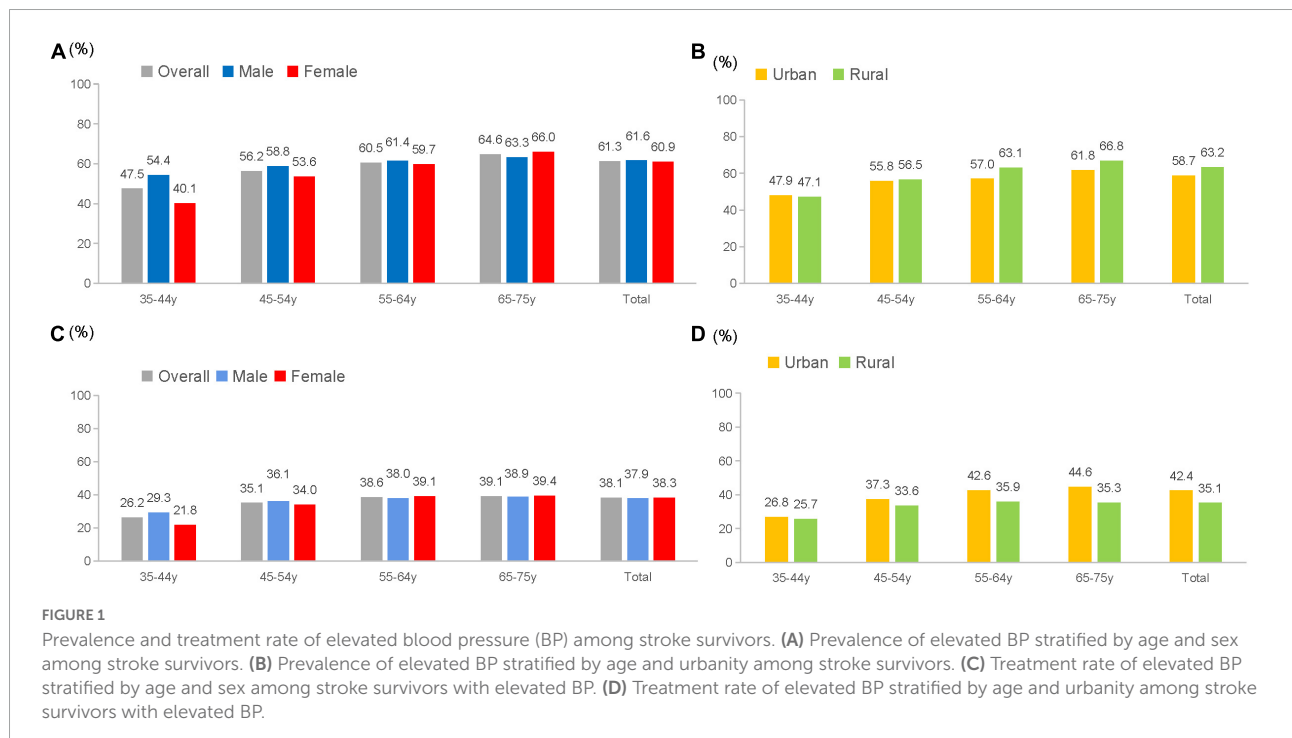 A (%)
Overall Male Female
100
80
60
40
20
0
47.5 54.4 40.1
56.2 58.8 53.6
60.5 61.4 59.7
64.6 63.3 66.0
61.3 61.6 60.9
35-44y 45-54y 55-64y 65-75y Total
B (%)
Urban Rural
100
80
60
40
20
0
47.9 47.1
55.8 56.5
57.0 63.1
61.8 66.8
58.7 63.2
35-44y 45-54y 55-64y 65-75y Total
C (%)
Overall Male Female
100
80
60
40
20
0
26.2 29.3 21.8
35.1 36.1 34.0
38.6 38.0 39.1
39.1 38.9 39.4
38.1 37.9 38.3
35-44y 45-54y 55-64y 65-75y Total
D (%)
Urban Rural
100
80
60
40
20
0
26.8 25.7
37.3 33.6
42.6 35.9
44.6 35.3
42.4 35.1
35-44y 45-54y 55-64y 65-75y Total
FIGURE 1
Prevalence and treatment rate of elevated blood pressure (BP) among stroke survivors. (A) Prevalence of elevated BP stratified by age and sex
among stroke survivors. (B) Prevalence of elevated BP stratified by age and urbanity among stroke survivors. (C) Treatment rate of elevated BP
stratified by age and sex among stroke survivors with elevated BP. (D) Treatment rate of elevated BP stratified by age and urbanity among stroke
survivors with elevated BP.